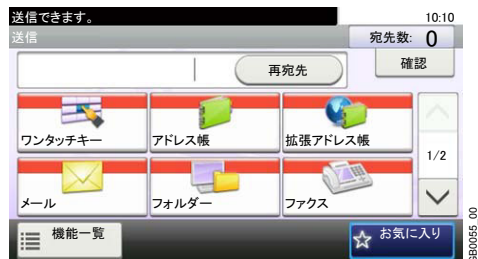 送信できます。 10:10
送信 宛先数: 0
再宛先 確認
ワンタッチキー アドレス帳 拡張アドレス帳
1/2
メール フォルダー ファクス
機能一覧 お気に入り
GB0055_00